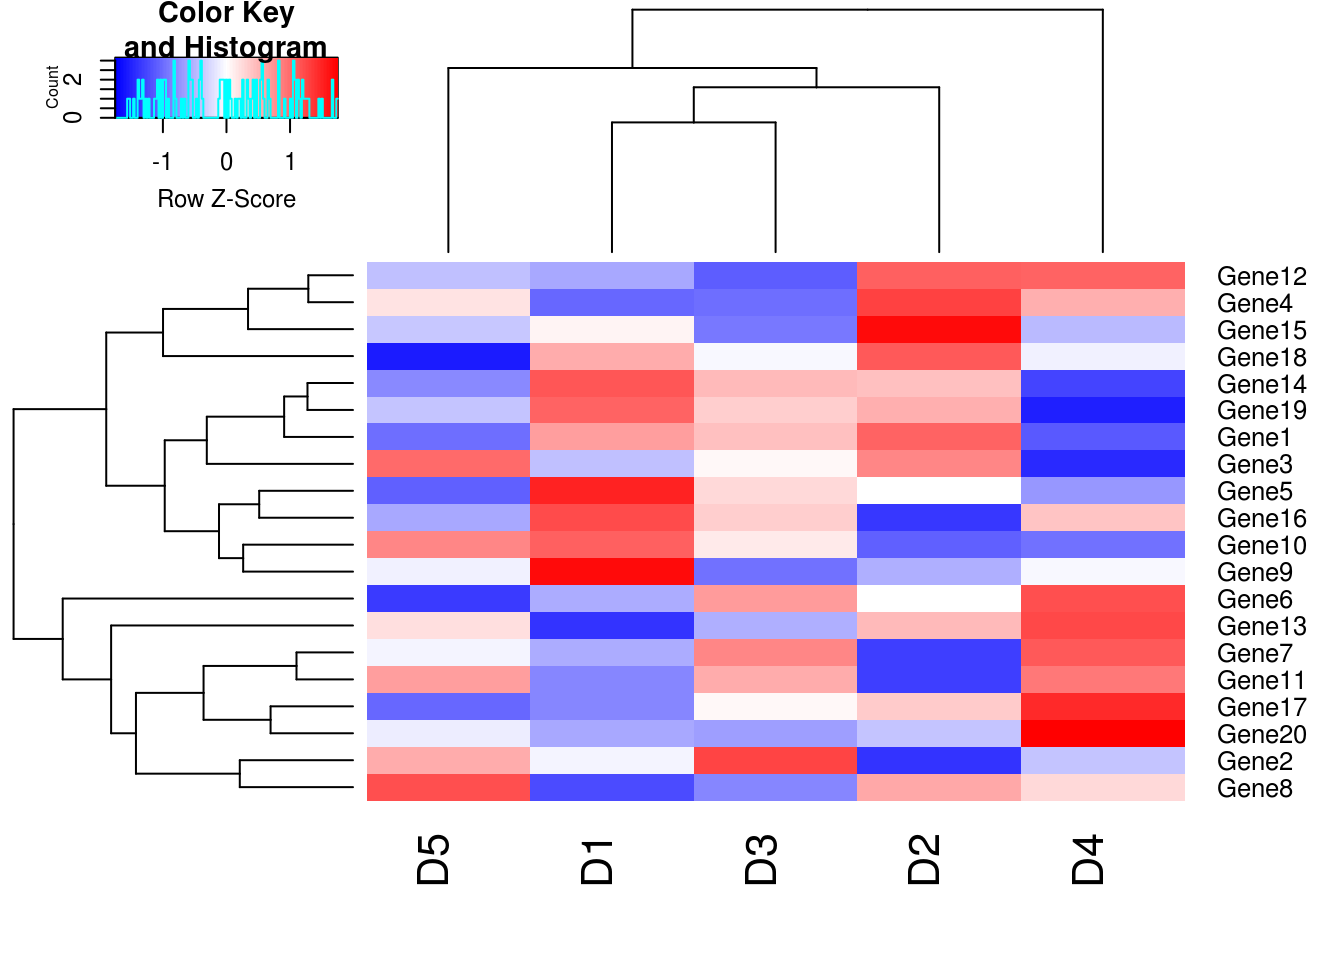 Color Key
and Histogram
Count
0 2
-1 0 1
Row Z-Score
Gene12
Gene4
Gene15
Gene18
Gene14
Gene19
Gene1
Gene3
Gene5
Gene16
Gene10
Gene9
Gene6
Gene13
Gene7
Gene11
Gene17
Gene20
Gene2
Gene8
D5 D1 D3 D2 D4